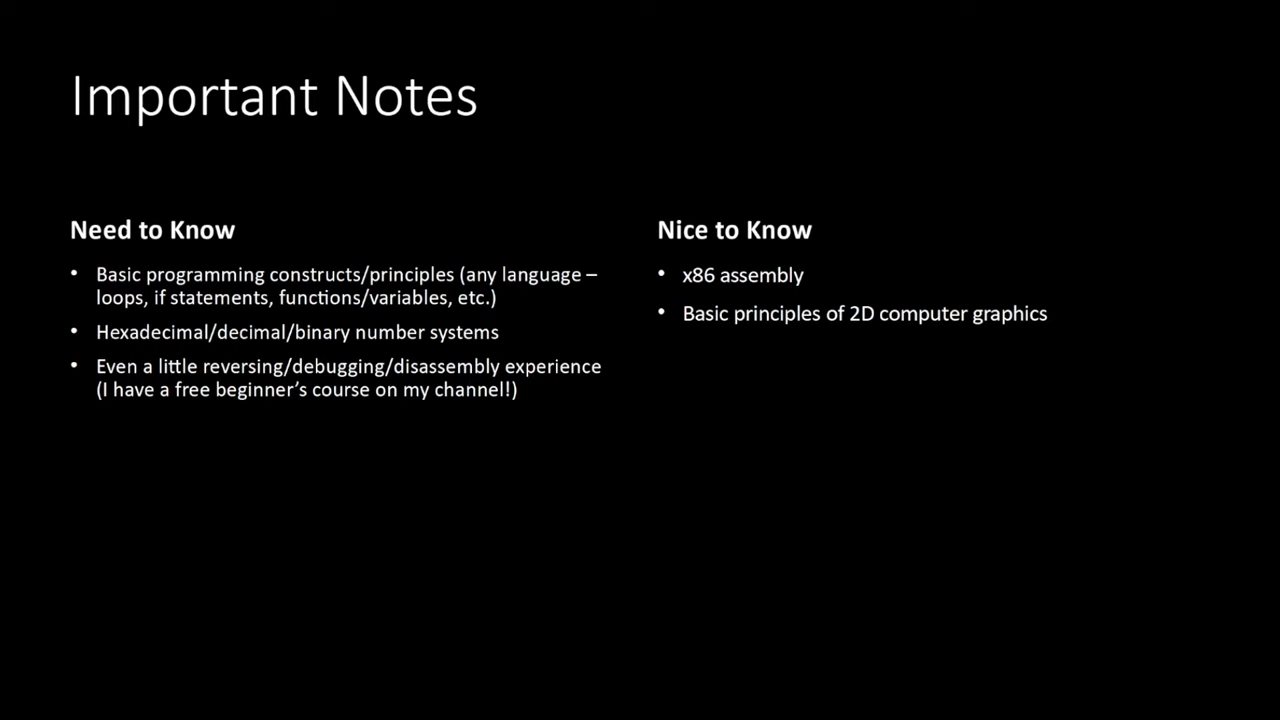 Important Notes
Need to Know
• Basic programming constructs/principles (any language –
loops, if statements, functions/variables, etc.)
• Hexadecimal/decimal/binary number systems
• Even a little reversing/debugging/disassembly experience
(I have a free beginner’s course on my channel!)
Nice to Know
• x86 assembly
• Basic principles of 2D computer graphics